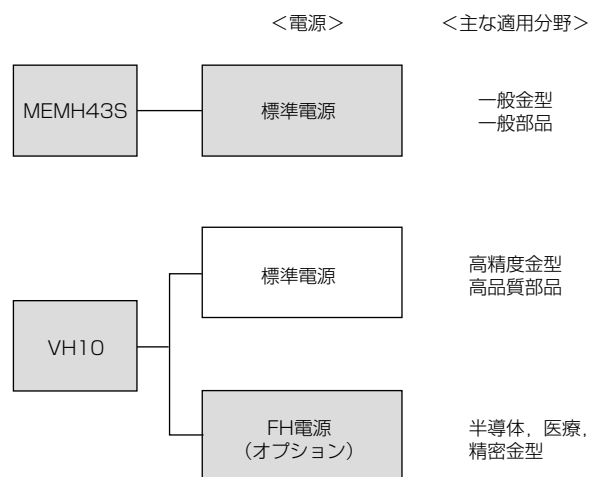 ＜電源＞ ＜主な適用分野＞
MEMH43S 標準電源 一般金型
一般部品
標準電源 高精度金型
高品質部品
VH10
FH電源
（オプション）
半導体，医療，
精密金型